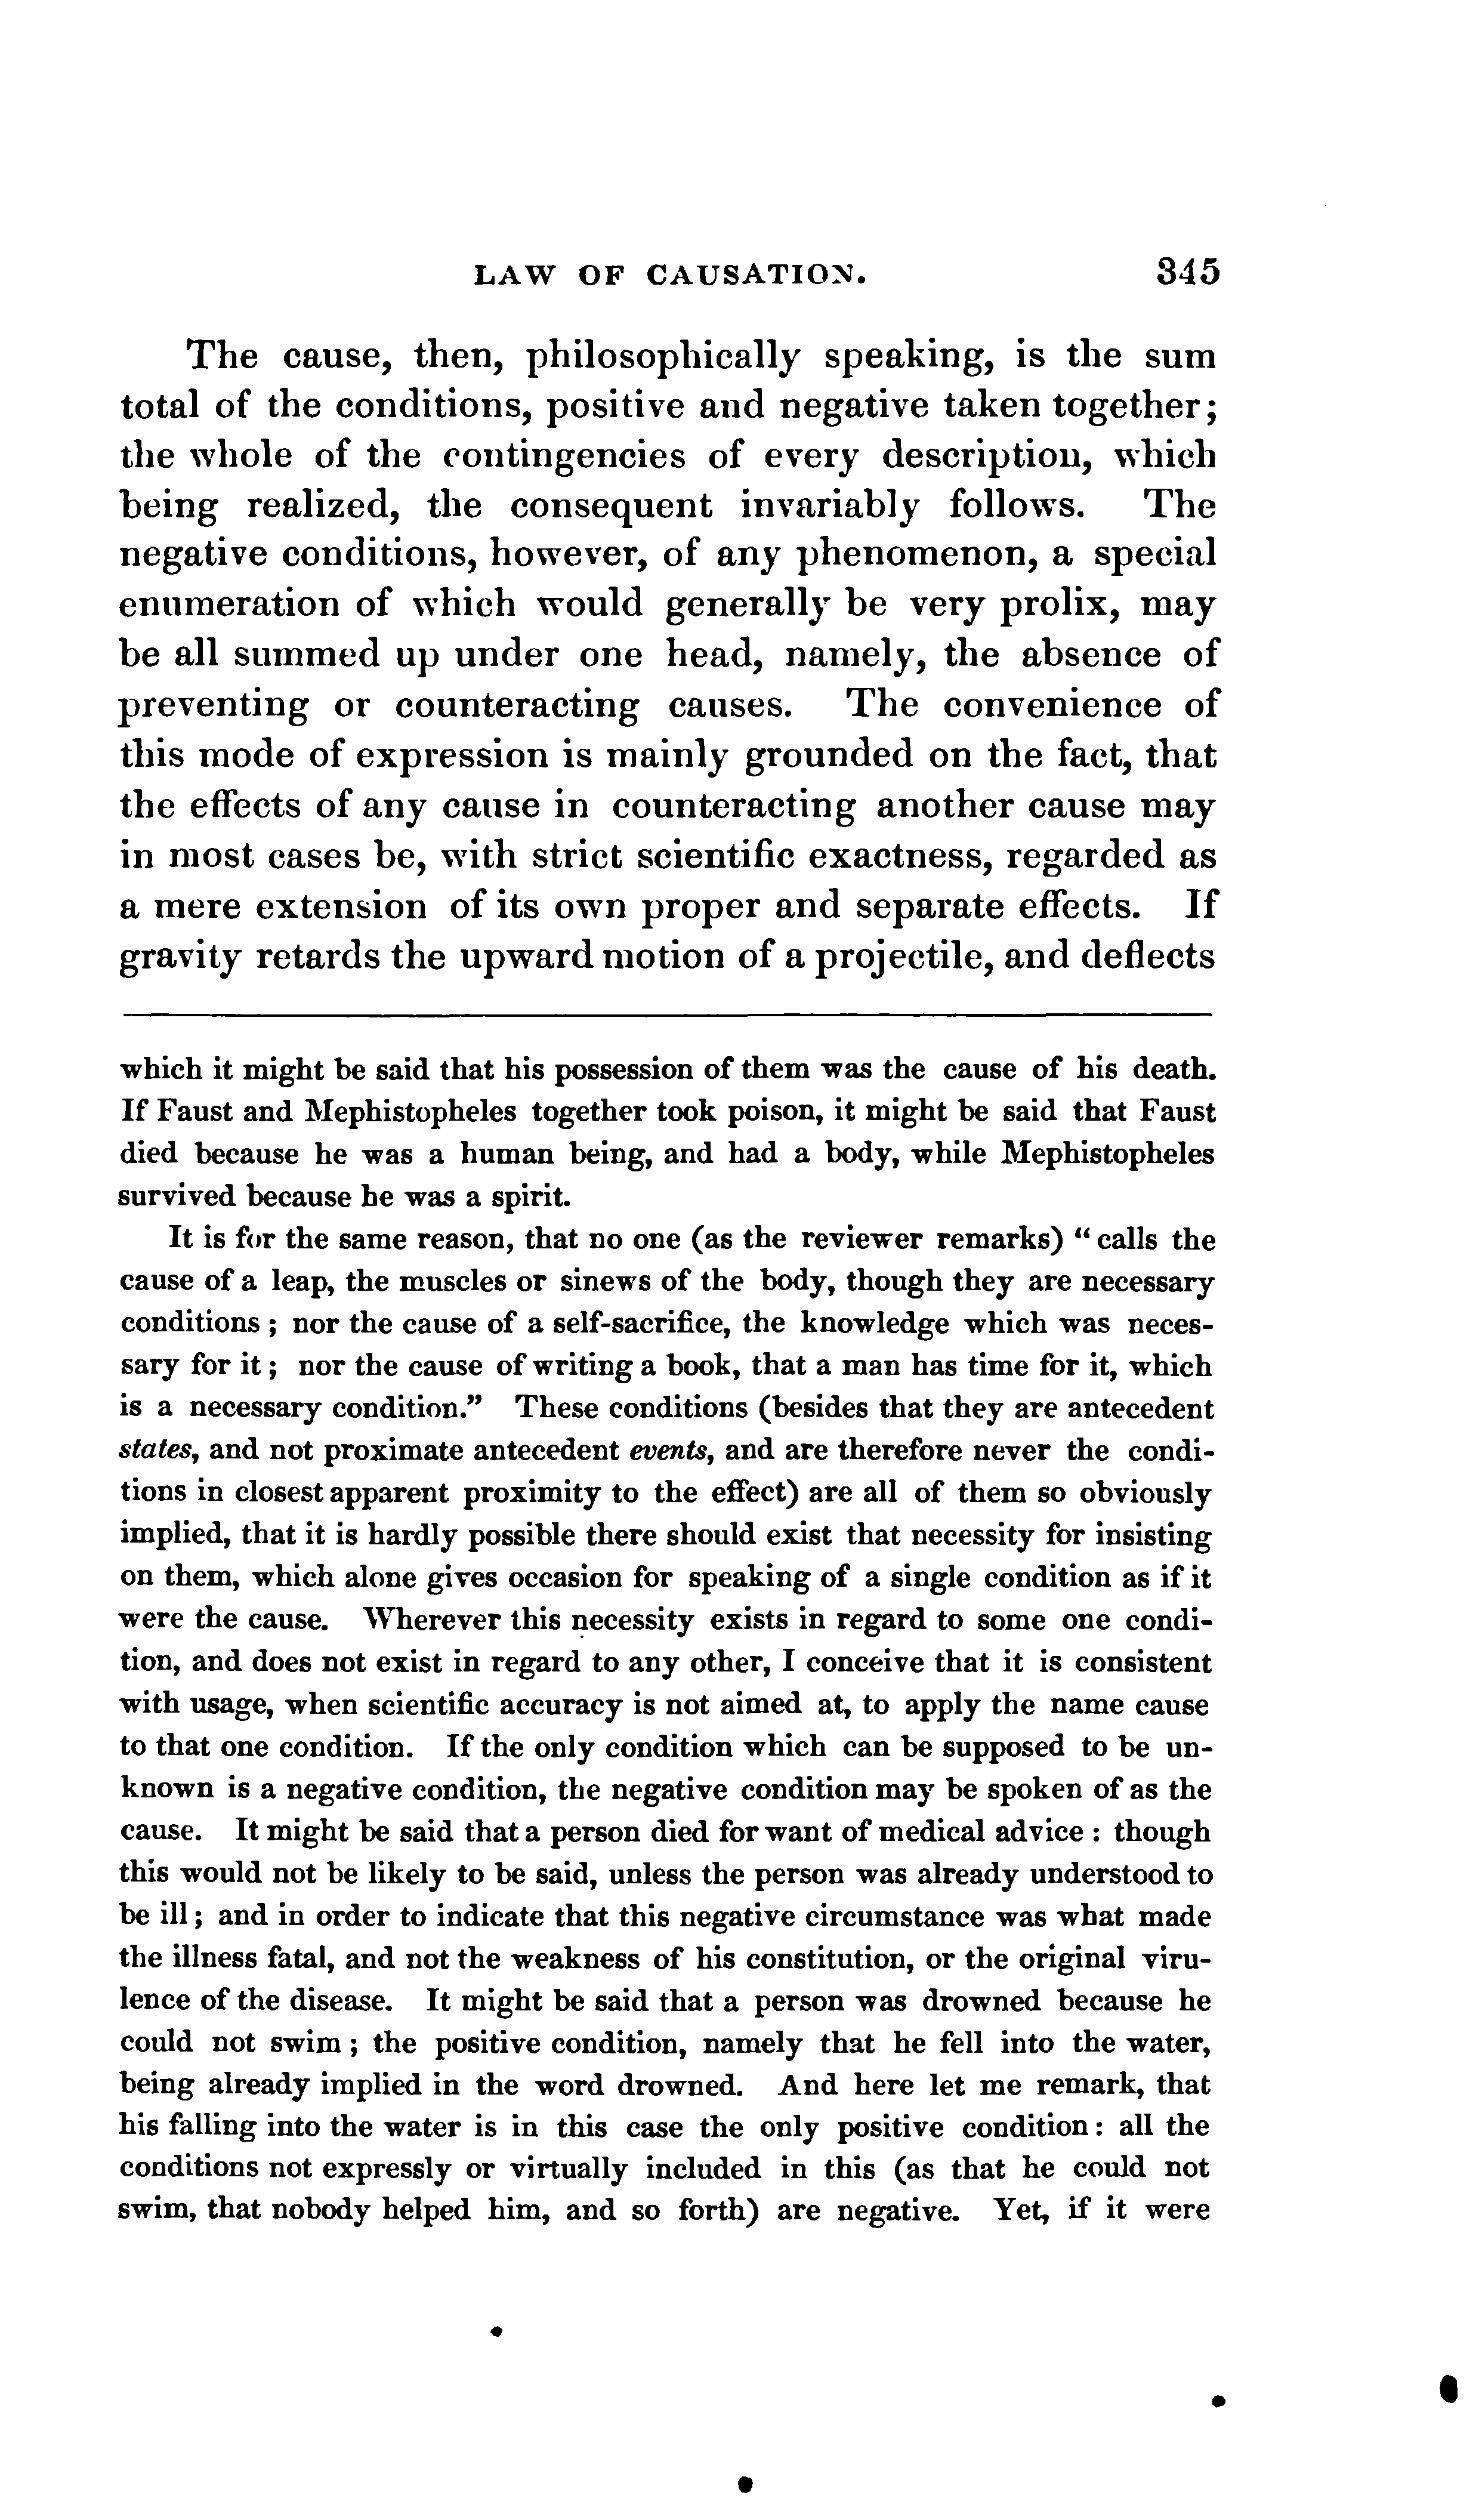 LAW OF CAUSATION. 345
The cause, then, philosophically speaking, is the sum
total of the conditions, positive and negative taken together;
the whole of the contingencies of every description, which
being realized, the consequent invariably follows. The
negative conditions, however, of any phenomenon, a special
enumeration of which would generally be very prolix, may
be all summed up under one head, namely, the absence of
preventing or counteracting causes. The convenience of
this mode of expression is mainly grounded on the fact, that
the effects of any cause in counteracting another cause may
in most cases be, with strict scientific exactness, regarded as
a mere extension of its own proper and separate effects. If
gravity retards the upward motion of a projectile, and deflects
which it might be said that his possession of them was the cause of his death.
If Faust and Mephistopheles together took poison, it might be said that Faust
died because he was a human being, and had a body, while Mephistopheles
survived because he was a spirit.
It is for the same reason, that no one (as the reviewer remarks) “calls the
cause of a leap, the muscles or sinews of the body, though they are necessary
conditions; nor the cause of a self-sacrifice, the knowledge which was neces-
sary for it; nor the cause of writing a book, that a man has time for it, which
is a necessary condition.” These conditions (besides that they are antecedent
states, and not proximate antecedent events, and are therefore never the condi-
tions in closest apparent proximity to the effect) are all of them so obviously
implied, that it is hardly possible there should exist that necessity for insisting
on them, which alone gives occasion for speaking of a single condition as if it
were the cause. Wherever this necessity exists in regard to some one condi-
tion, and does not exist in regard to any other, I conceive that it is consistent
with usage, when scientific accuracy is not aimed at, to apply the name cause
to that one condition. If the only condition which can be supposed to be un-
known is a negative condition, the negative condition may be spoken of as the
cause. It might be said that a person died for want of medical advice: though
this would not be likely to be said, unless the person was already understood to
be ill; and in order to indicate that this negative circumstance was what made
the illness fatal, and not the weakness of his constitution, or the original viru-
lence of the disease. It might be said that a person was drowned because he
could not swim; the positive condition, namely that he fell into the water,
being already implied in the word drowned. And here let me remark, that
his falling into the water is in this case the only positive condition: all the
conditions not expressly or virtually included in this (as that he could not
swim, that nobody helped him, and so forth) are negative. Yet, if it were